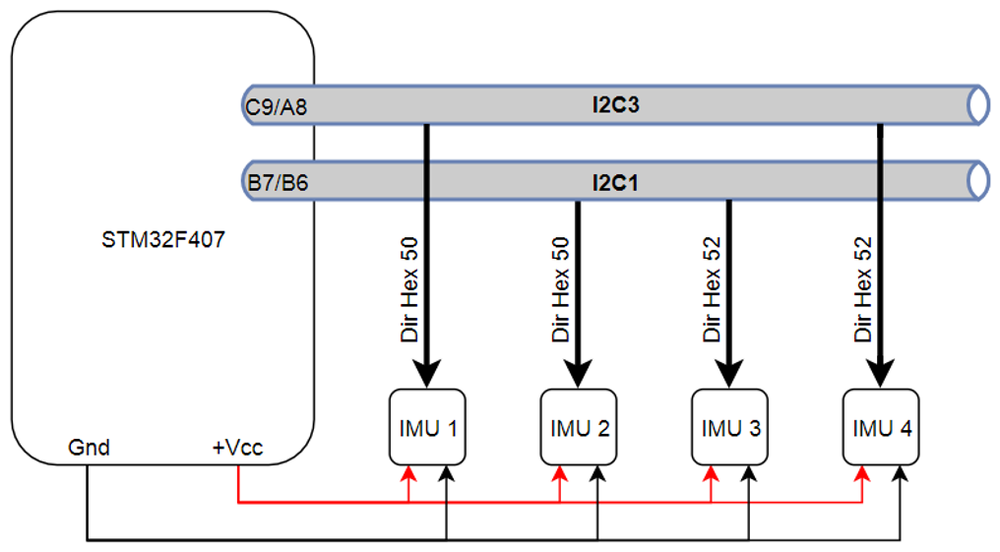 C9/A8
I2C3
B7/B6
I2C1
STM32F407
Dir Hex 50
Dir Hex 50
Dir Hex 52
Dir Hex 52
IMU 1
IMU 2
IMU 3
IMU 4
Gnd
+Vcc